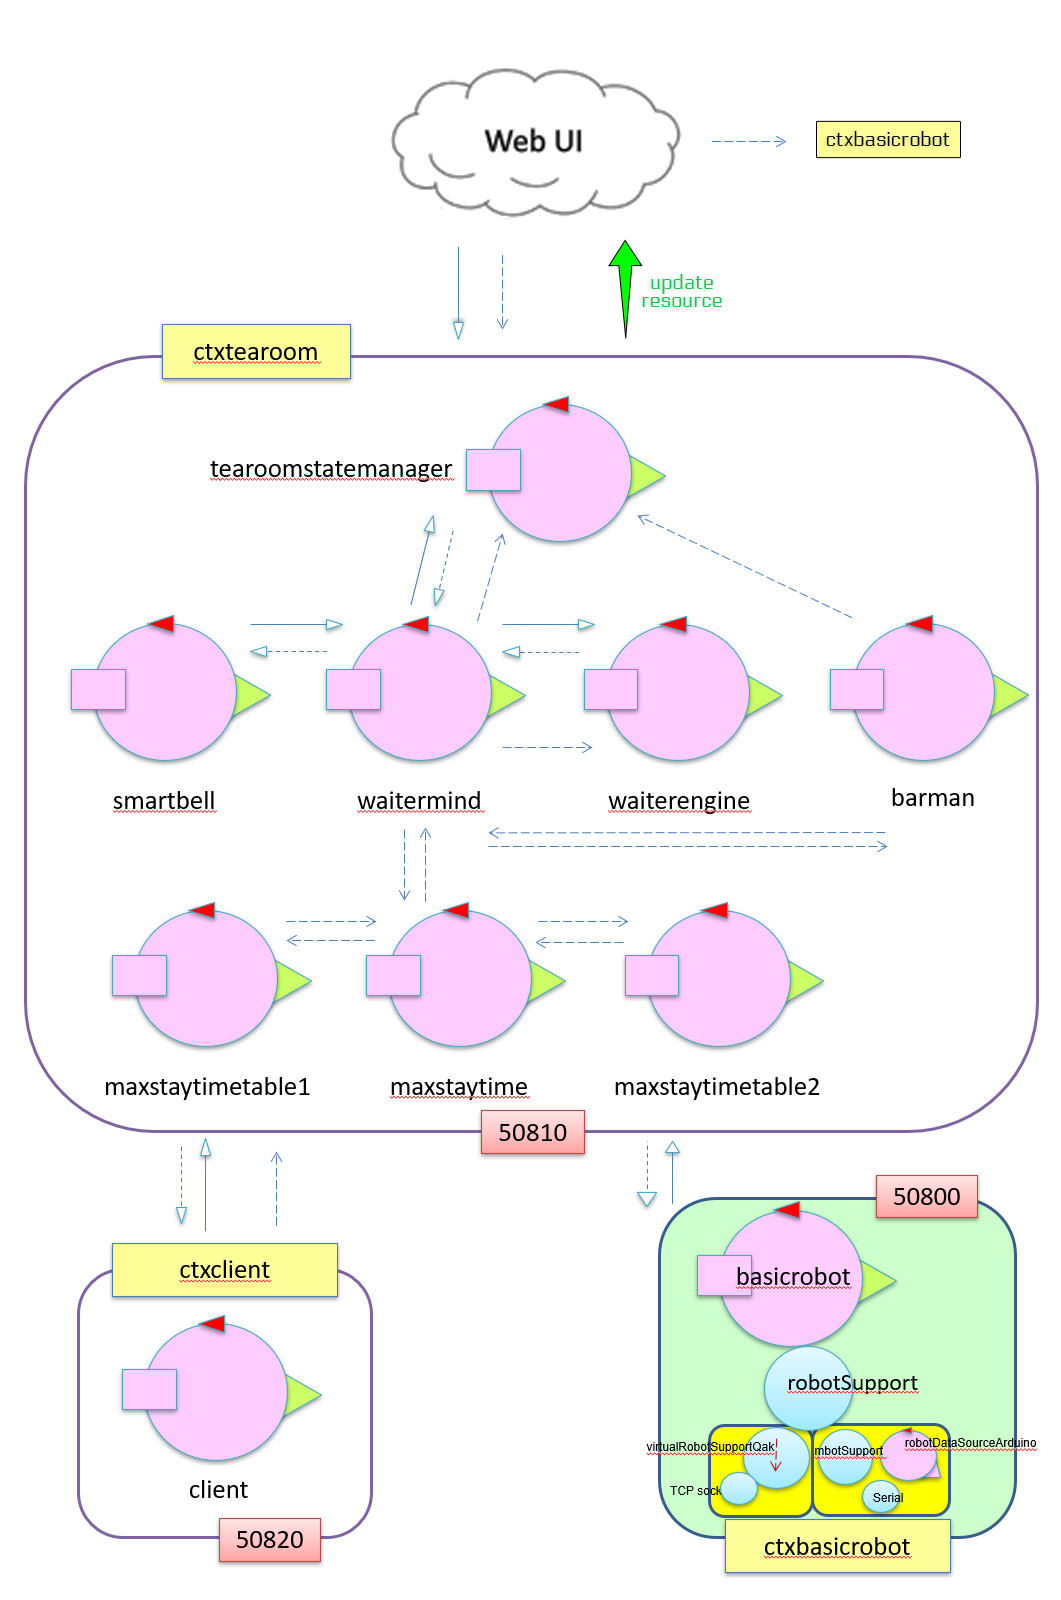 Web UI
ctxbasicrobot
update
resource
ctxtearoom
tearoomstatemanager
smartbell
waitermind
waiterengine
barman
maxstaytimetable1
maxstaytime
maxstaytimetable2
50810
50800
ctxclient
basicrobot
robotSupport
virtualRobotSupportQak
mbotSupport
robotDataSourceArduino
TCP sock
Serial
client
50820
ctxbasicrobot